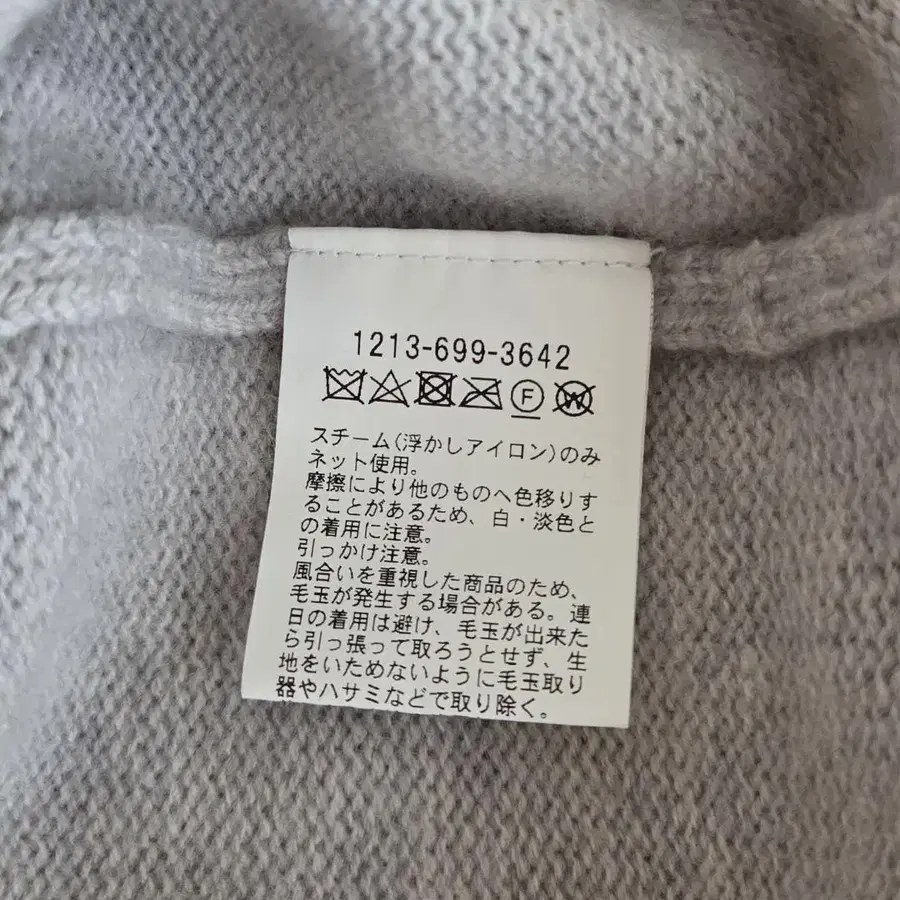 1213-699-3642
F W
スチーム(浮かしアイロン)のみ
ネット使用。
摩擦により他のものへ色移りす
ることがあるため、白・淡色と
の着用に注意。
引っかけ注意。
風合いを重視した商品のため、
毛玉が発生する場合がある。連
日の着用は避け、毛玉が出来た
ら引っ張って取ろうとせず、生
地をいためないように毛玉取り
器やハサミなどで取り除く。